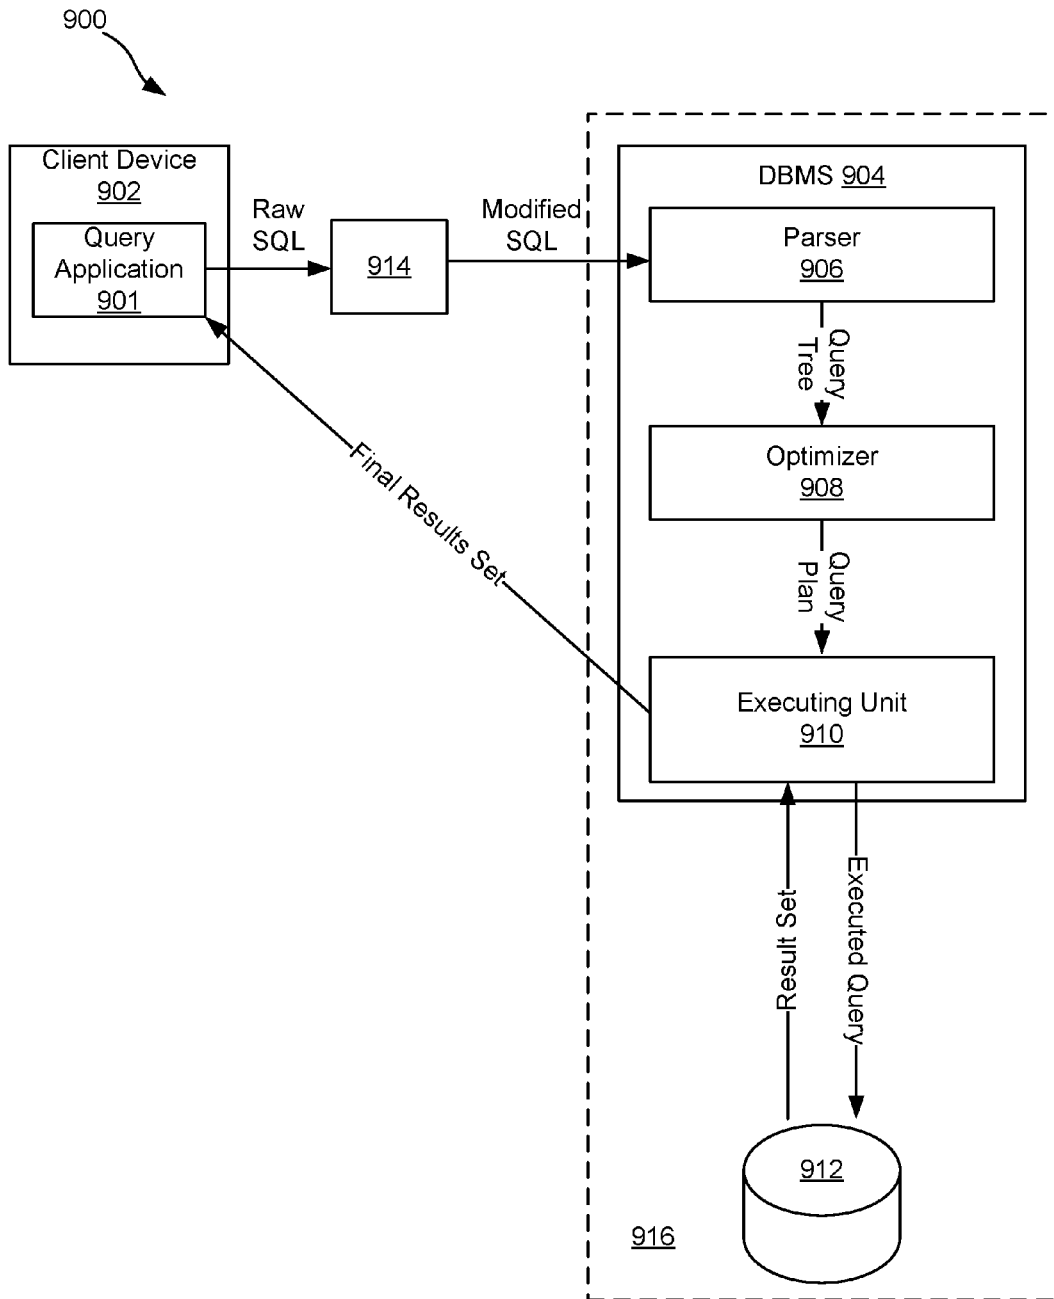 900
Client Device
902
Query
Application
901
Raw
SQL
914
Modified
SQL
DBMS 904
Parser
906
Query
Tree
Optimizer
908
Query
Plan
Executing Unit
910
Final Results Set
Result Set
Executed Query
912
916